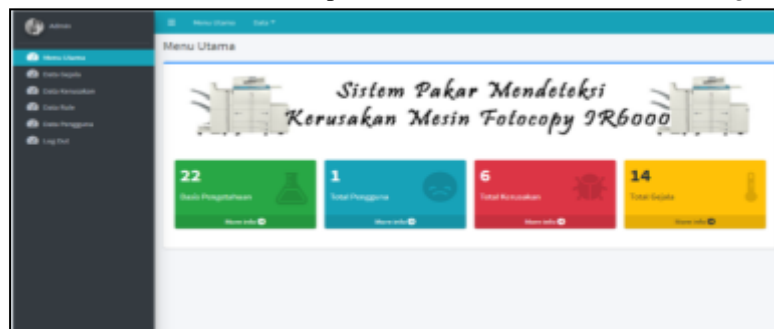 Admin
Menu Utama Data
Menu Utama
Menu Utama
Data Gejala
Data Kerusakan
Data Rule
Data Pengguna
Log Out
Sistem Pakar Mendeteksi
Kerusakan Mesin Fotocopy IR6000
22
Basis Pengetahuan
More info
1
Total Pengguna
More info
6
Total Kerusakan
More info
14
Total Gejala
More info